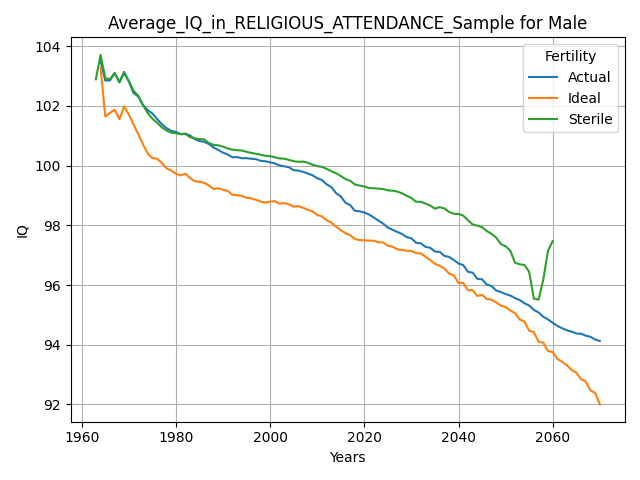 Average_IQ_in_RELIGIOUS_ATTENDANCE_Sample for Male
Fertility
Actual
Ideal
Sterile
IQ
104
102
100
98
96
94
92
1960 1980 2000 2020 2040 2060
Years